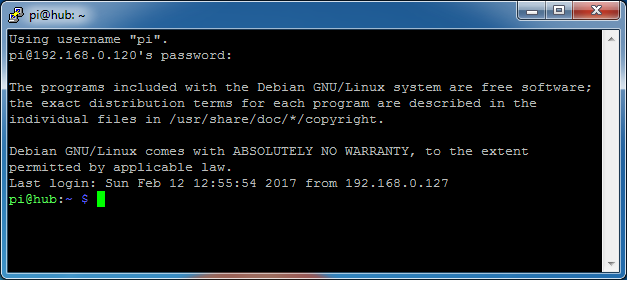 pi@hub: ~
Using username "pi".
pi@192.168.0.120's password:
The programs included with the Debian GNU/Linux system are free software;
the exact distribution terms for each program are described in the
individual files in /usr/share/doc/*/copyright.
Debian GNU/Linux comes with ABSOLUTELY NO WARRANTY, to the extent
permitted by applicable law.
Last login: Sun Feb 12 12:55:54 2017 from 192.168.0.127
pi@hub:~ $